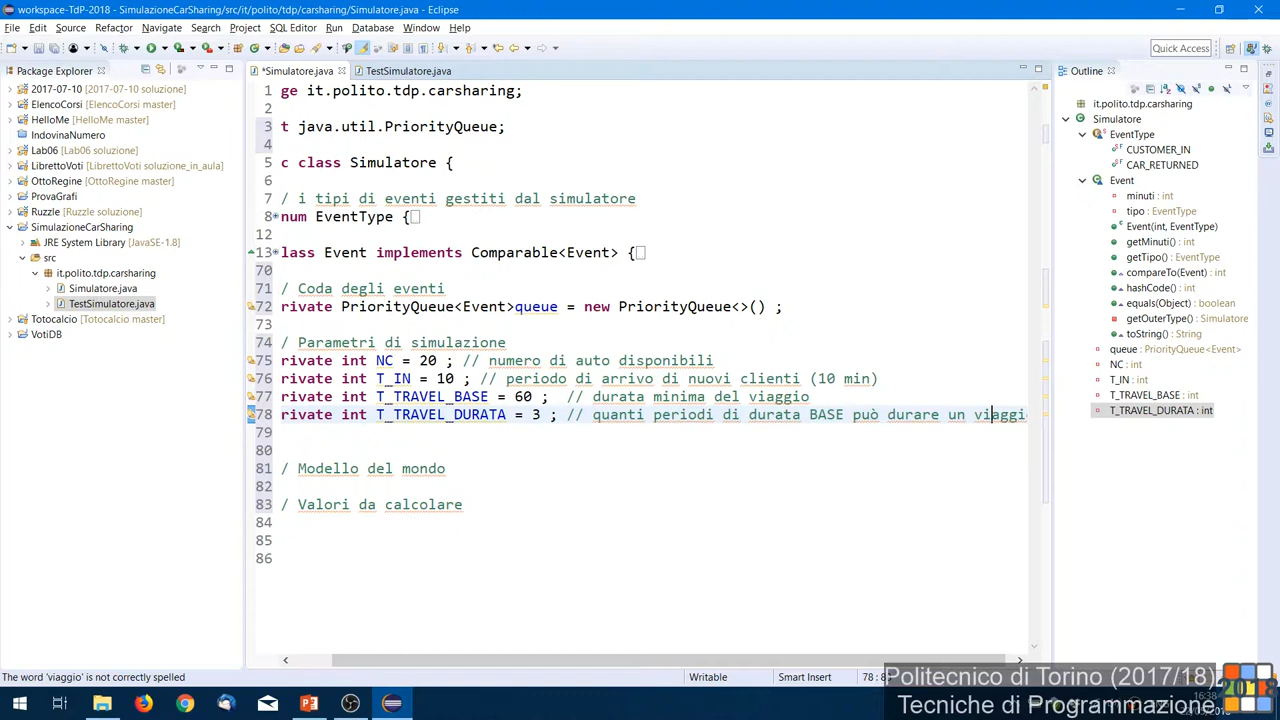 workspace-TdP-2018 - SimulazioneCarSharing/src/it/polito/tdp/carsharing/Simulatore.java - Eclipse
File Edit Source Refactor Navigate Search Project SQL Editor Run Database Window Help
Quick Access
Package Explorer
*Simulatore.java
TestSimulatore.java
Outline
2017-07-10 [2017-07-10 soluzione]
ElencoCorsi [ElencoCorsi master]
HelloMe [HelloMe master]
IndovinaNumero
Lab06 [Lab06 soluzione]
LibrettoVoti [LibrettoVoti soluzione_in_aula]
OttoRegine [OttoRegine master]
ProvaGrafi
Ruzzle [Ruzzle soluzione]
SimulazioneCarSharing
JRE System Library [JavaSE-1.8]
src
it.polito.tdp.carsharing
Simulatore.java
TestSimulatore.java
Totocalcio [Totocalcio master]
VotiDB
1 ge it.polito.tdp.carsharing;
2
3 t java.util.PriorityQueue;
4
5 c class Simulatore {
6
7 / i tipi di eventi gestiti dal simulatore
8 num EventType {
12
13 lass Event implements Comparable<Event> {
70
71 / Coda degli eventi
72 rivate PriorityQueue<Event>queue = new PriorityQueue<>() ;
73
74 / Parametri di simulazione
75 rivate int NC = 20 ; // numero di auto disponibili
76 rivate int T_IN = 10 ; // periodo di arrivo di nuovi clienti (10 min)
77 rivate int T_TRAVEL_BASE = 60 ;  // durata minima del viaggio
78 rivate int T_TRAVEL_DURATA = 3 ; // quanti periodi di durata BASE può durare un viaggio
79
80
81 / Modello del mondo
82
83 / Valori da calcolare
84
85
86
it.polito.tdp.carsharing
Simulatore
EventType
CUSTOMER_IN
CAR_RETURNED
Event
minuti : int
tipo : EventType
Event(int, EventType)
getMinuti() : int
getTipo() : EventType
compareTo(Event) : int
hashCode() : int
equals(Object) : boolean
getOuterType() : Simulatore
toString() : String
queue : PriorityQueue<Event>
NC : int
T_IN : int
T_TRAVEL_BASE : int
T_TRAVEL_DURATA : int
The word 'viaggio' is not correctly spelled
Writable
Smart Insert
78 : 8
Politecnico di Torino (2017/18)
Tecniche di Programmazione
16:38
2018